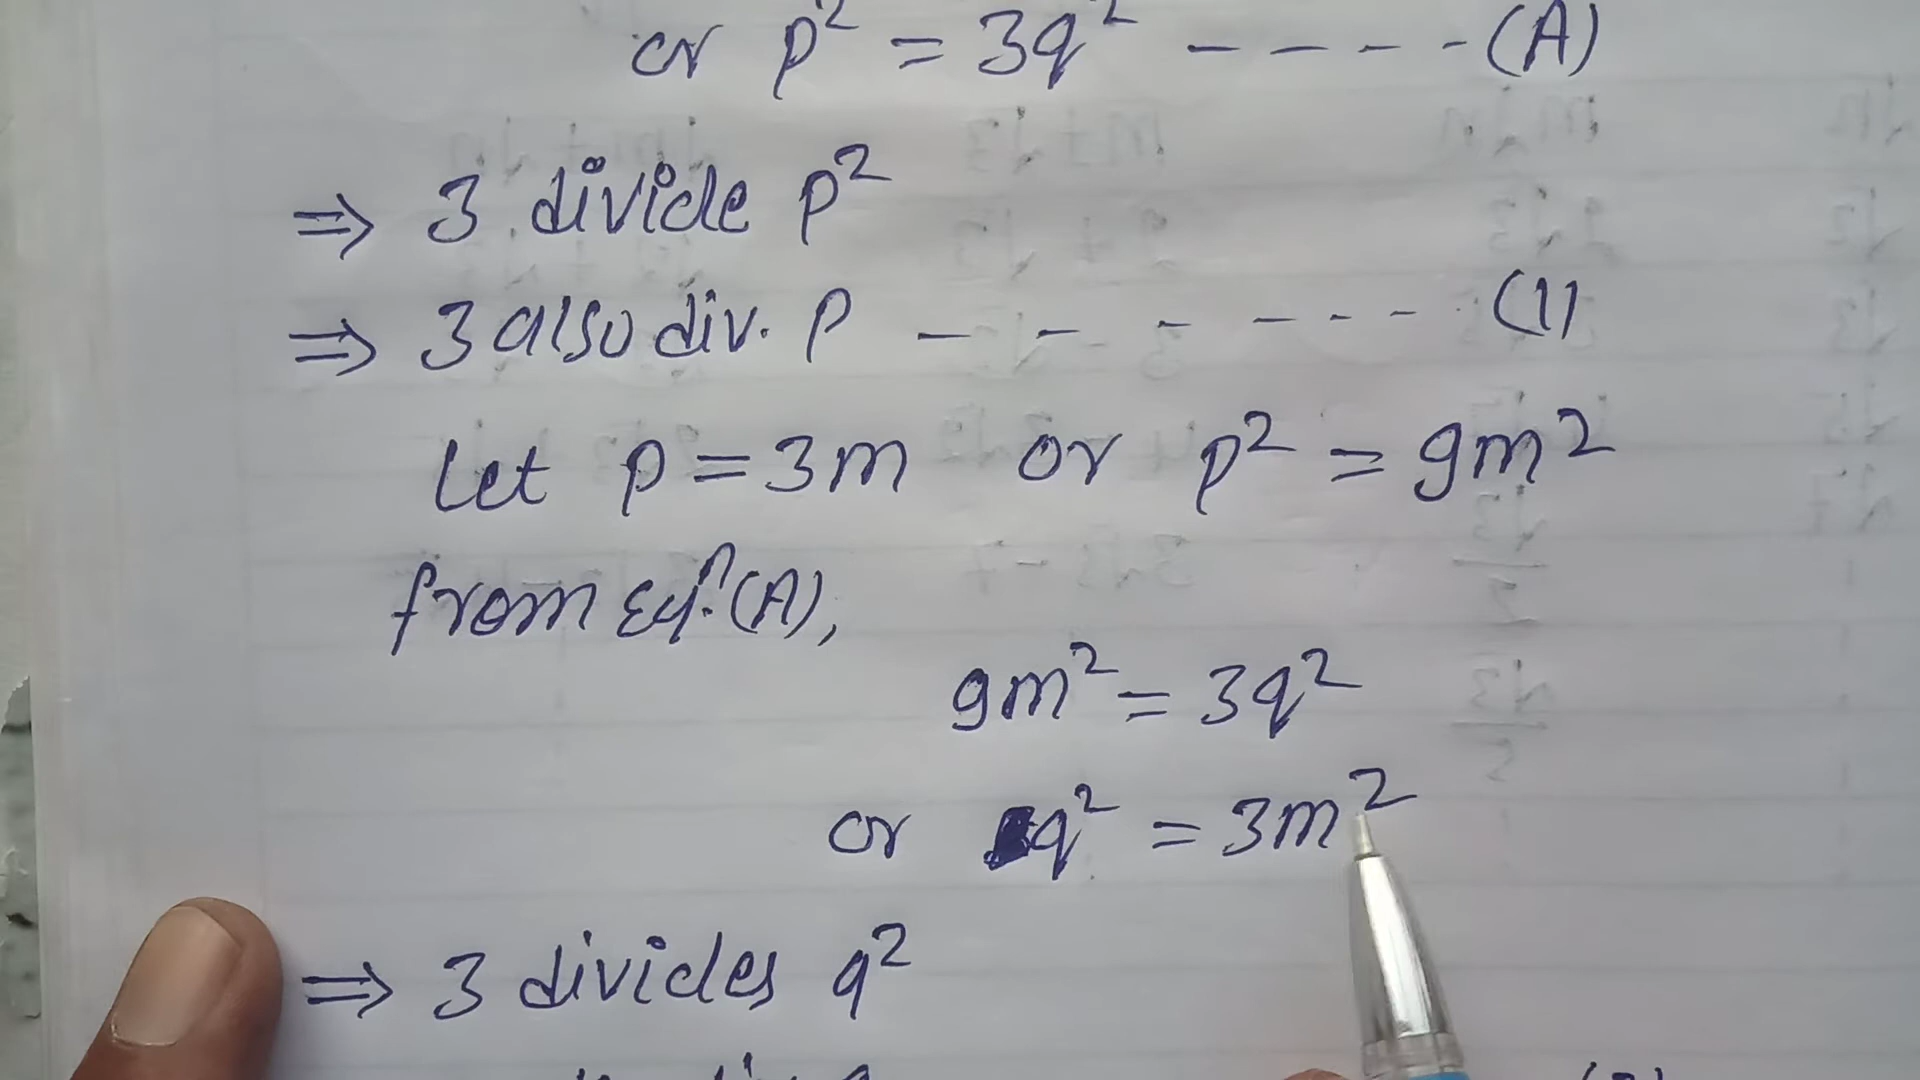 or p² = 3q² - - - - (A)
⇒ 3 divide p²
⇒ 3 also div. p - - - - - - - (1)
Let p = 3m or p² = 9m²
from Eqⁿ.(A),
9m² = 3q²
or q² = 3m²
⇒ 3 divides q²